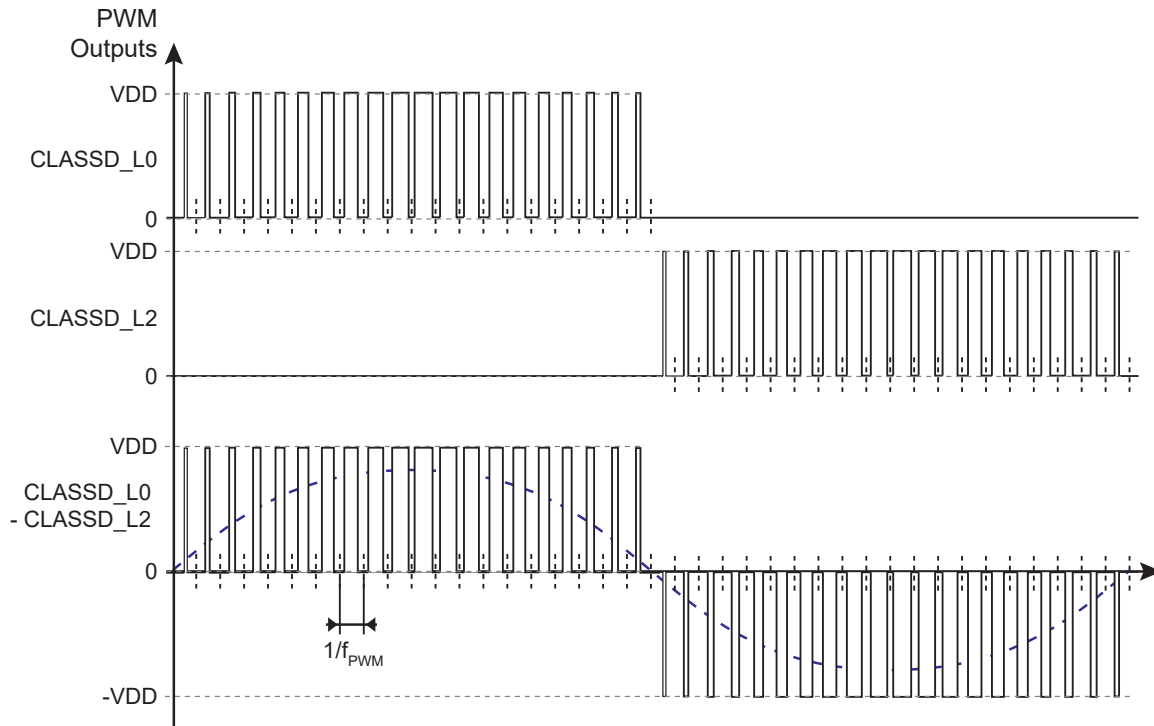 PWM
Outputs
VDD
CLASSD_L0
0
VDD
CLASSD_L2
0
VDD
CLASSD_L0
- CLASSD_L2
0
1/fPWM
-VDD